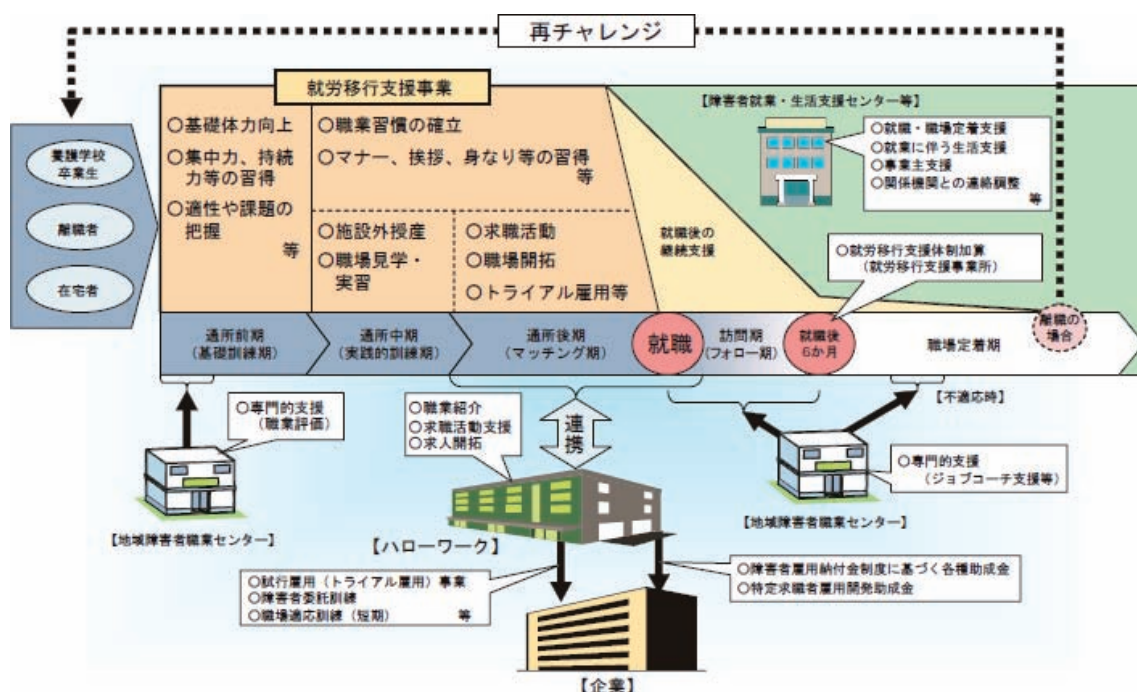 再チャレンジ
就労移行支援事業
養護学校
卒業生
離職者
在宅者
○基礎体力向上
○集中力、持続
力等の習得
○適性や課題の
把握
等
○職業習慣の確立
○マナー、挨拶、身なり等の習得
等
○施設外授産
○職場見学・
実習
○求職活動
○職場開拓
○トライアル雇用等
就職後の
継続支援
【障害者就業・生活支援センター等】
○就職・職場定着支援
○就業に伴う生活支援
○事業主支援
○関係機関との連絡調整
等
○就労移行支援体制加算
(就労移行支援事業所)
通所前期
(基礎訓練期)
通所中期
(実践的訓練期)
通所後期
(マッチング期)
就職
訪問期
(フォロー期)
就職後
6か月
職場定着期
離職の
場合
○専門的支援
(職業評価)
【地域障害者職業センター】
○職業紹介
○求職活動支援
○求人開拓
連携
【ハローワーク】
【不適応時】
○専門的支援
(ジョブコーチ支援等)
【地域障害者職業センター】
○試行雇用(トライアル雇用)事業
○障害者委託訓練
○職場適応訓練(短期) 等
○障害者雇用納付金制度に基づく各種助成金
○特定求職者雇用開発助成金
【企業】